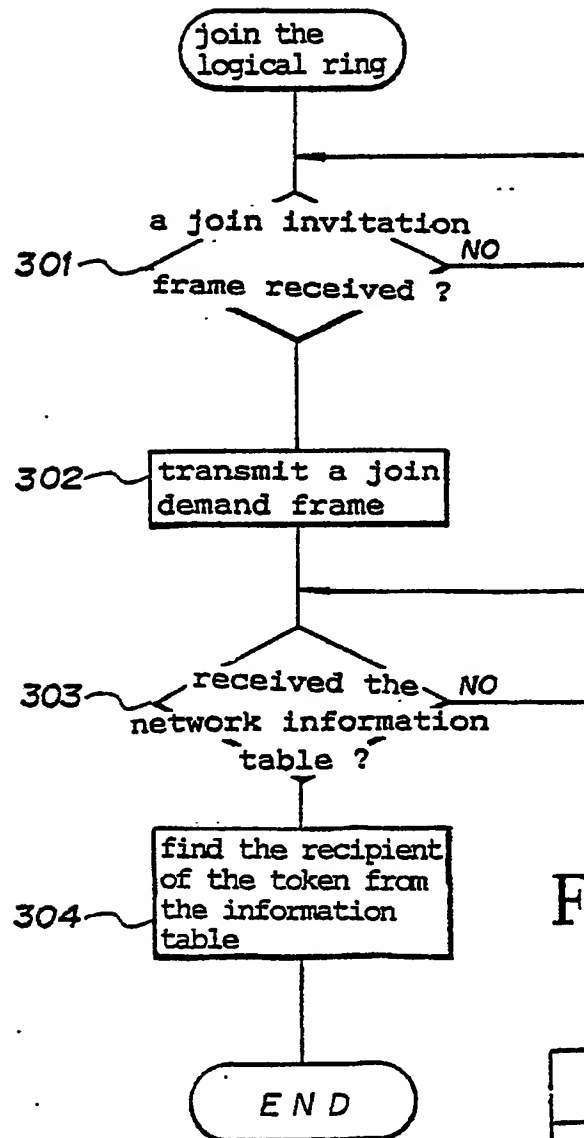 join the
logical ring
a join invitation
301
NO
frame received ?
302
transmit a join
demand frame
303
received the
NO
network information
table ?
304
find the recipient
of the token from
the information
table
F
END